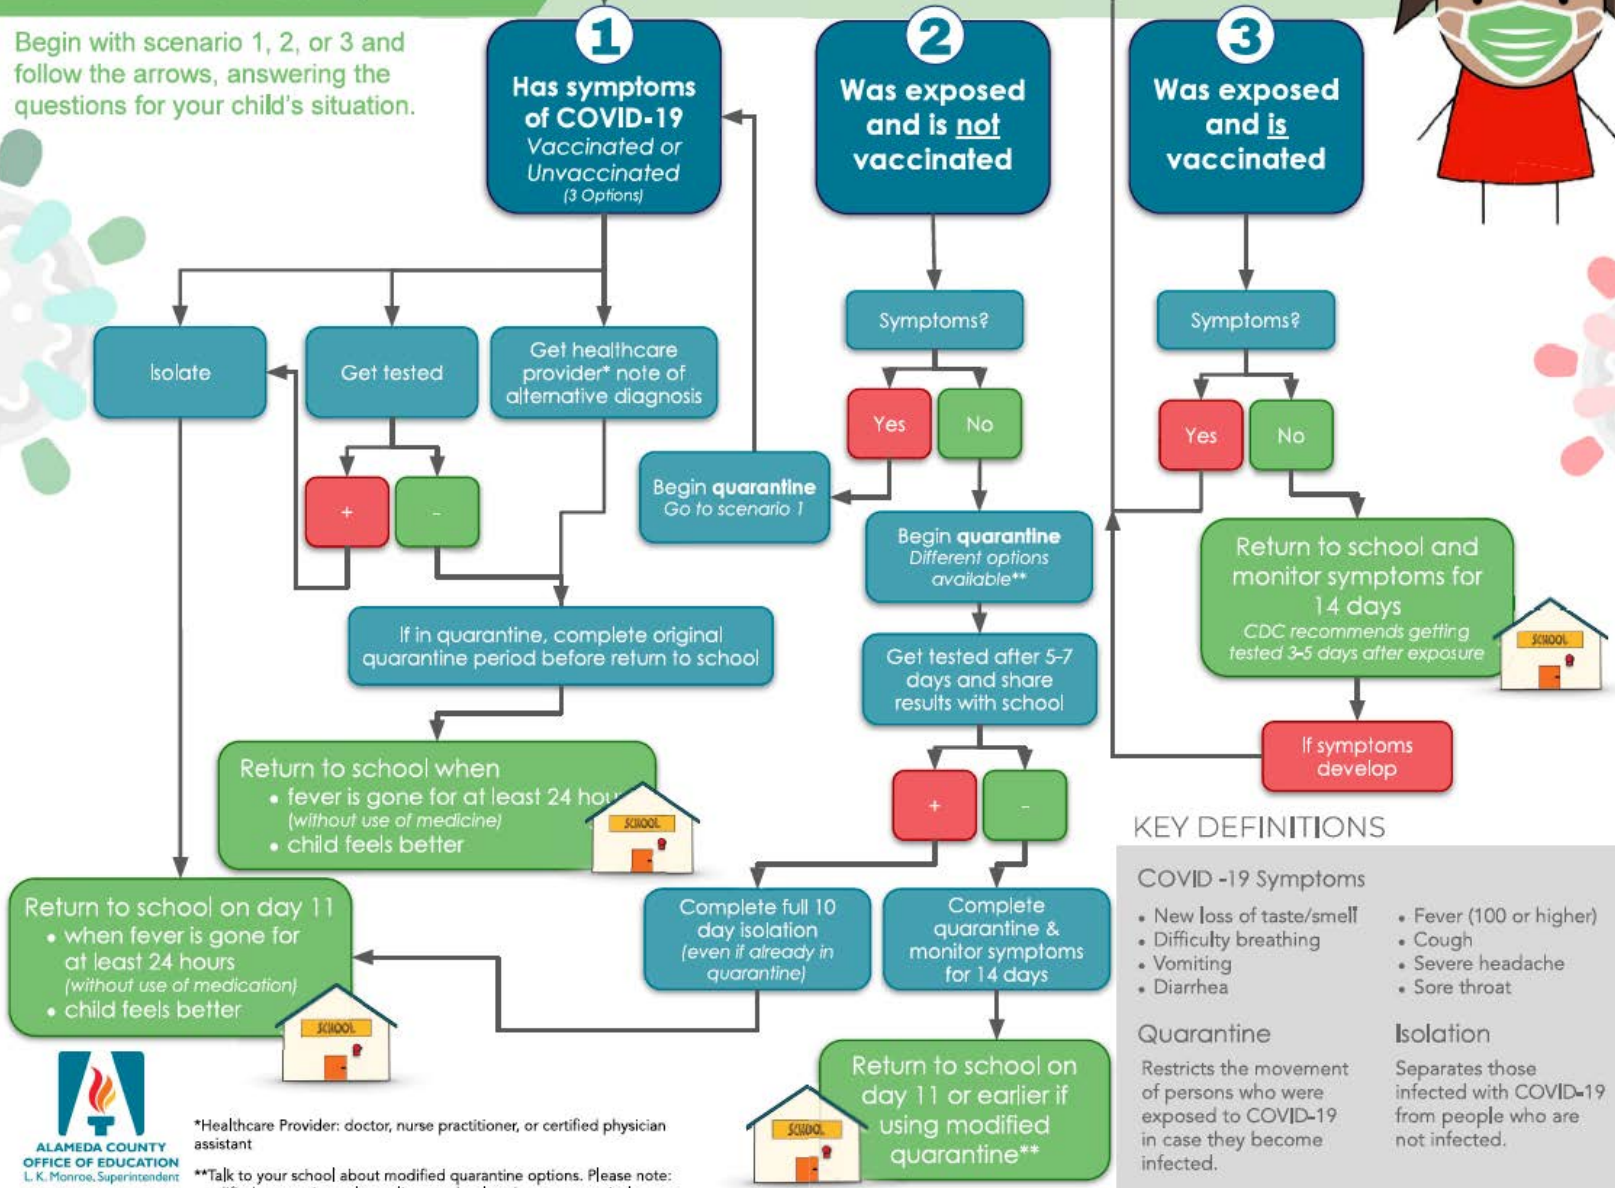 Begin with scenario 1, 2, or 3 and
follow the arrows, answering the
questions for your child's situation.
1
Has symptoms
of COVID-19
Vaccinated or
Unvaccinated
(3 Options)
2
Was exposed
and is not
vaccinated
3
Was exposed
and is
vaccinated
Isolate
Get tested
Get healthcare
provider* note of
alternative diagnosis
+
-
If in quarantine, complete original
quarantine period before return to school
Return to school when
• fever is gone for at least 24 hou
(without use of medicine)
• child feels better
SCHOOL
Return to school on day 11
• when fever is gone for
at least 24 hours
(without use of medication)
• child feels better
SCHOOL
Symptoms?
Yes
No
Begin quarantine
Go to scenario 1
Begin quarantine
Different options
available**
Get tested after 5-7
days and share
results with school
+
-
Complete full 10
day isolation
(even if already in
quarantine)
Complete
quarantine &
monitor symptoms
for 14 days
Return to school on
day 11 or earlier if
using modified
quarantine**
SCHOOL
Symptoms?
Yes
No
Return to school and
monitor symptoms for
14 days
CDC recommends getting
tested 3-5 days after exposure
SCHOOL
If symptoms
develop
KEY DEFINITIONS
COVID -19 Symptoms
• New loss of taste/smell
• Difficulty breathing
• Vomiting
• Diarrhea
• Fever (100 or higher)
• Cough
• Severe headache
• Sore throat
Quarantine
Restricts the movement
of persons who were
exposed to COVID-19
in case they become
infected.
Isolation
Separates those
infected with COVID-19
from people who are
not infected.
ALAMEDA COUNTY
OFFICE OF EDUCATION
L. K. Monroe, Superintendent
*Healthcare Provider: doctor, nurse practitioner, or certified physician
assistant
**Talk to your school about modified quarantine options. Please note: